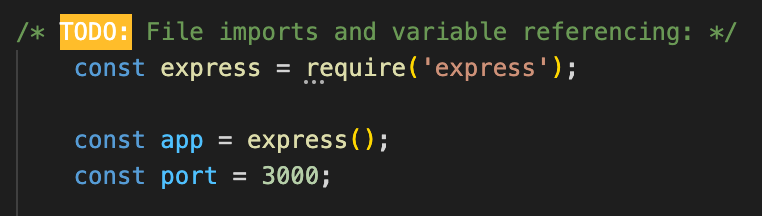 /* TODO: File imports and variable referencing: */
const express = require('express');
const app = express();
const port = 3000;